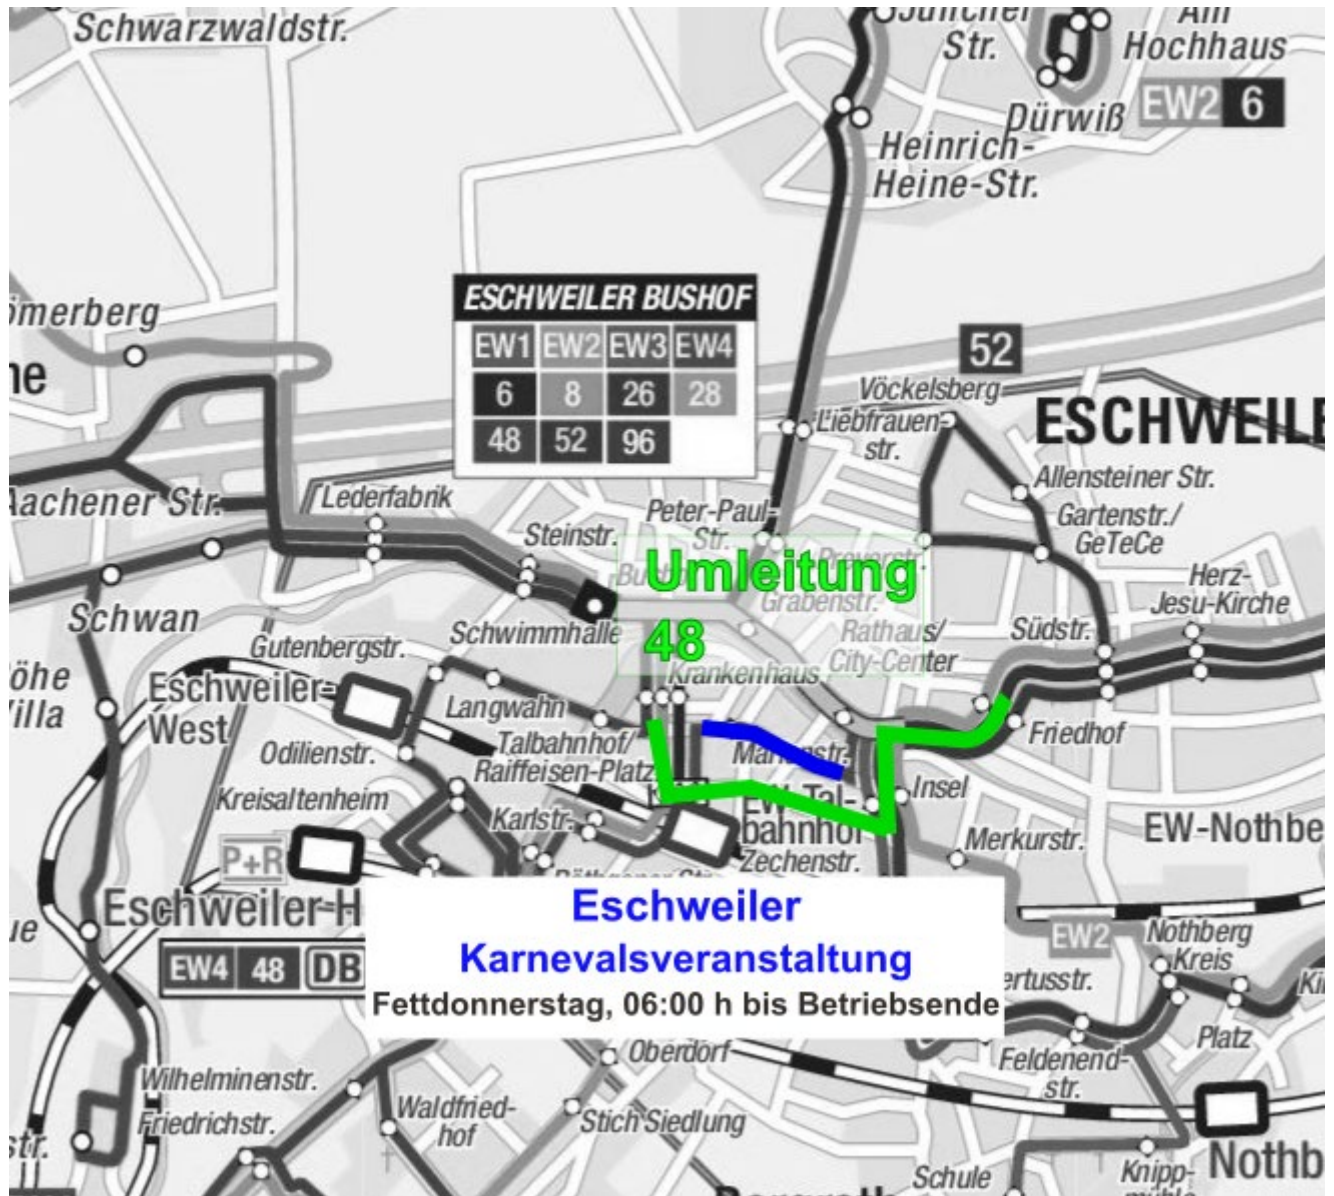 Schwarzwaldstr.
Str.
Am
Hochhaus
Dürwiß
EW2 6
Heinrich-
Heine-Str.
ESCHWEILER BUSHOF
EW1 EW2 EW3 EW4
6 8 26 28
48 52 96
52
Vöckelsberg
Liebfrauen-
str.
ESCHWEILE
Aachener Str.
Lederfabrik
Steinstr.
Peter-Paul-
Str.
Allensteiner Str.
Gartenstr./
GeTeCe
Umleitung
48
Grabenstr.
Herz-
Jesu-Kirche
Schwan
Gutenbergstr.
Schwimmhalle
Rathaus/
City-Center
Südstr.
Krankenhaus
Eschweiler-
West
Langwahn
Odilienstr.
Talbahnhof/
Raiffeisen-Platz
Friedhof
Kreisaltenheim
Karlstr.
EW-Tal-
bahnhof
Insel
Merkurstr.
EW-Nothbe
Zechenstr.
P+R
Eschweiler-H
EW4 48 DB
Eschweiler
Karnevalsveranstaltung
Fettdonnerstag, 06:00 h bis Betriebsende
EW2
Nothberg
Kreis
ertusstr.
Platz
Feldenend-
str.
Oberdorf
Wilhelminenstr.
Friedrichstr.
Waldfried-
hof
Stich Siedlung
Schule
Knipp-
Nothb